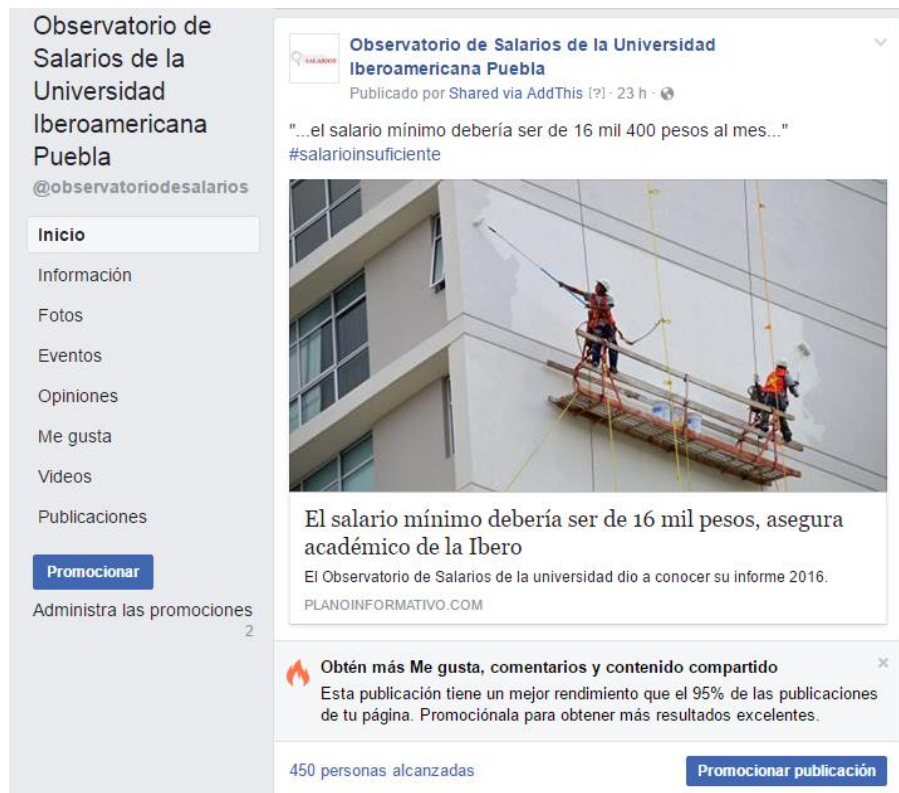 Observatorio de
Salarios de la
Universidad
Iberoamericana
Puebla
@observatoriodesalarios
Inicio
Información
Fotos
Eventos
Opiniones
Me gusta
Videos
Publicaciones
Promocionar
Administra las promociones
2
SALARIOS
Observatorio de Salarios de la Universidad
Iberoamericana Puebla
Publicado por Shared via AddThis [?] · 23 h ·
"...el salario mínimo debería ser de 16 mil 400 pesos al mes..."
#salarioinsuficiente
El salario mínimo debería ser de 16 mil pesos, asegura
académico de la Ibero
El Observatorio de Salarios de la universidad dio a conocer su informe 2016.
PLANOINFORMATIVO.COM
Obtén más Me gusta, comentarios y contenido compartido
Esta publicación tiene un mejor rendimiento que el 95% de las publicaciones
de tu página. Promociónala para obtener más resultados excelentes.
450 personas alcanzadas
Promocionar publicación